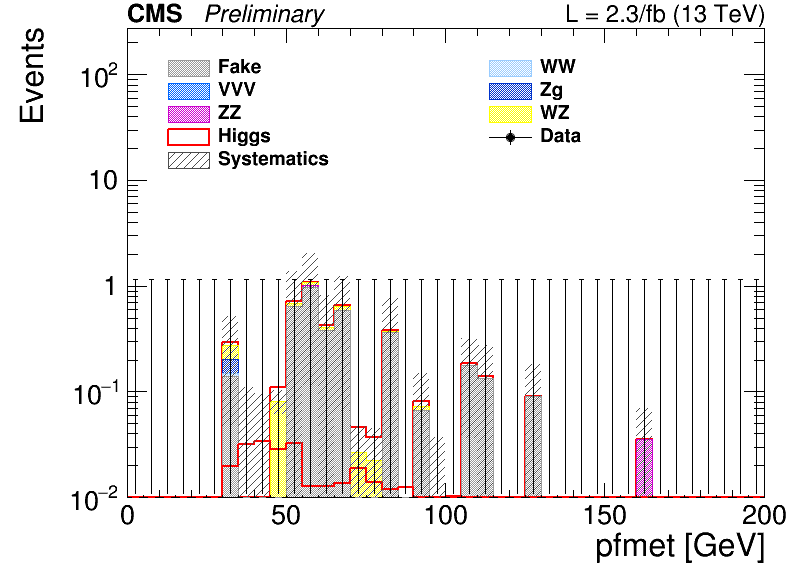 CMS Preliminary L = 2.3/fb (13 TeV)
Events
Fake WW
VVV Zg
ZZ WZ
Higgs Data
Systematics
10²
10
1
10⁻¹
10⁻²
0 50 100 150 200
pfmet [GeV]